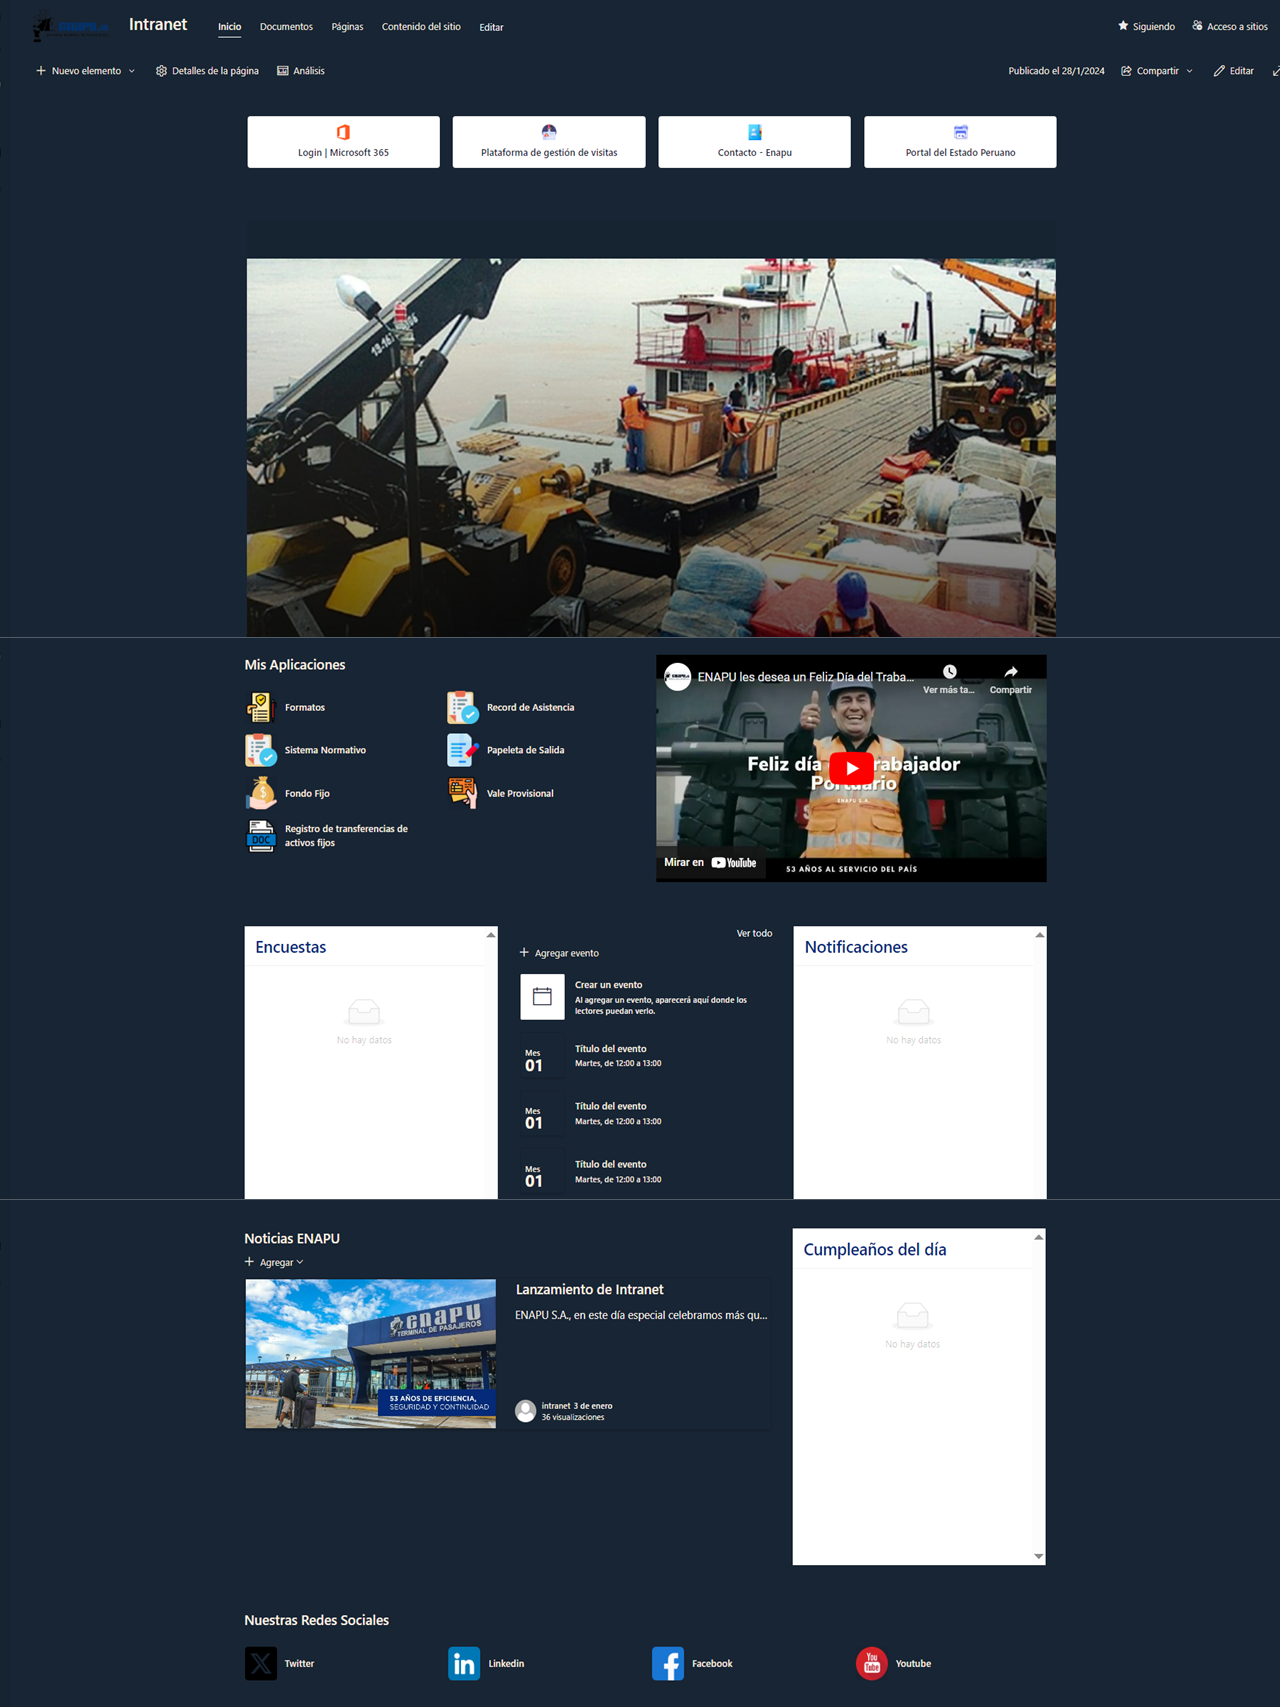 ENAPU S.A.
Intranet
Inicio
Documentos
Páginas
Contenido del sitio
Editar
Siguiendo
Acceso a sitios
Nuevo elemento
Detalles de la página
Análisis
Publicado el 28/1/2024
Compartir
Editar
Login | Microsoft 365
Plataforma de gestión de visitas
Contacto - Enapu
Portal del Estado Peruano
Mis Aplicaciones
Formatos
Record de Asistencia
Sistema Normativo
Papeleta de Salida
Fondo Fijo
Vale Provisional
DOC
Registro de transferencias de
activos fijos
ENAPU les desea un Feliz Día del Traba...
Ver más ta...
Compartir
ENAPU S.A.
Mirar en YouTube
53 AÑOS AL SERVICIO DEL PAÍS
Encuestas
No hay datos
Ver todo
Agregar evento
Crear un evento
Al agregar un evento, aparecerá aquí donde los
lectores puedan verlo.
Mes
01
Título del evento
Martes, de 12:00 a 13:00
Mes
01
Título del evento
Martes, de 12:00 a 13:00
Mes
01
Título del evento
Martes, de 12:00 a 13:00
Notificaciones
No hay datos
Noticias ENAPU
Agregar
enapu
TERMINAL DE PASAJEROS
53 AÑOS DE EFICIENCIA,
SEGURIDAD Y CONTINUIDAD
Lanzamiento de Intranet
ENAPU S.A., en este día especial celebramos más qu...
intranet 3 de enero
36 visualizaciones
Cumpleaños del día
No hay datos
Nuestras Redes Sociales
Twitter
in
Linkedin
Facebook
You
Tube
Youtube